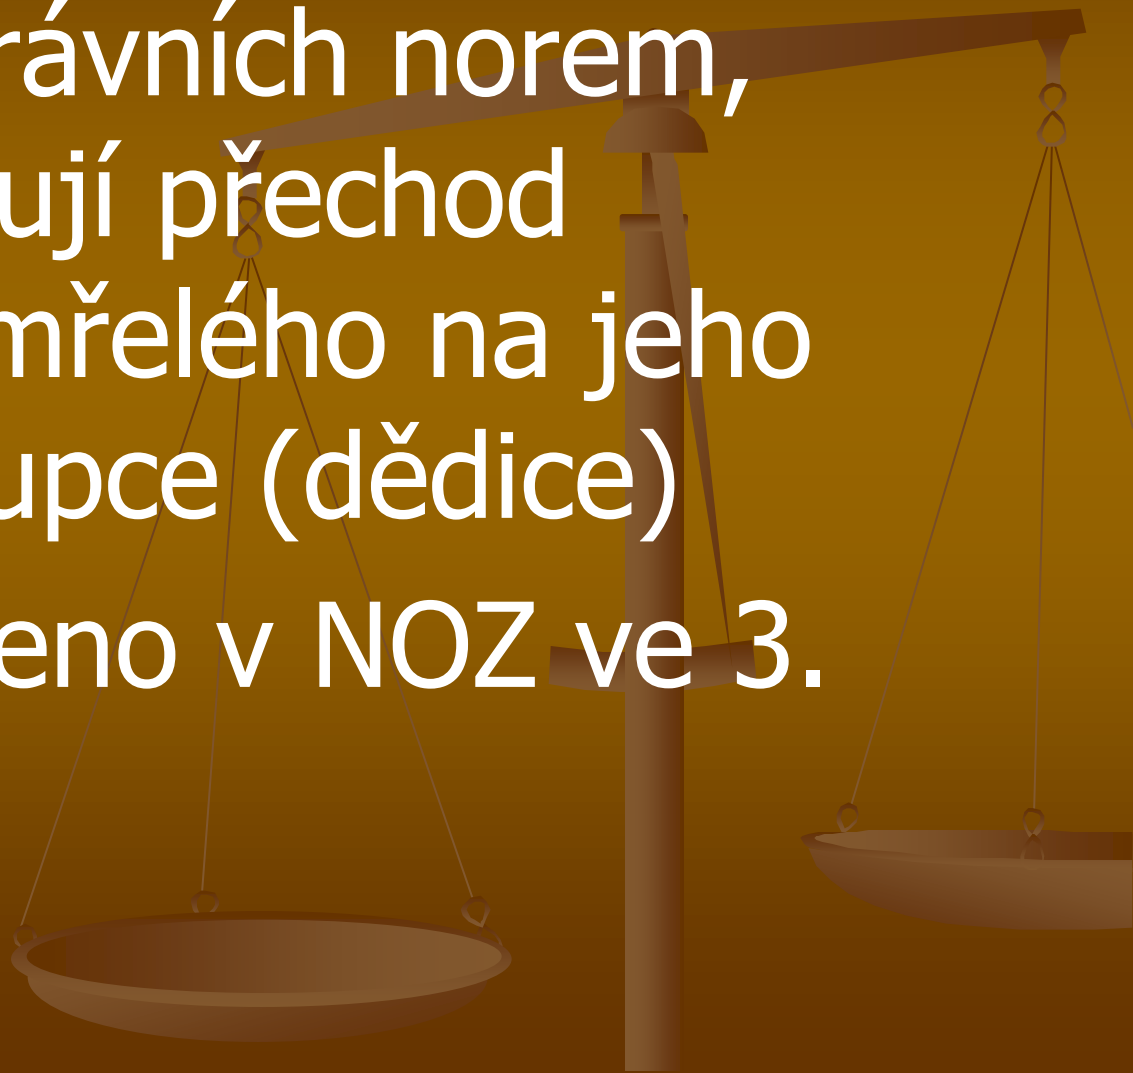 rávních norem,
ují přechod
mřelého na jeho
upce (dědice)
eno v NOZ ve 3.